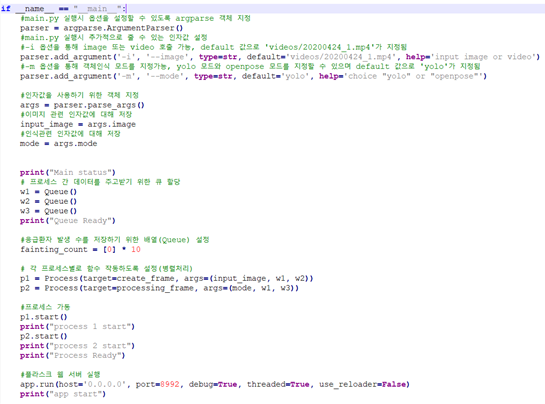 if __name__ == "__main__":
    #main.py 실행시 옵션을 설정할 수 있도록 argparse 객체 지정
    parser = argparse.ArgumentParser()
    #main.py 실행시 추가적으로 줄 수 있는 인자값 설정
    #-i 옵션을 통해 image 또는 video 호출 가능, default 값으로 'videos/20200424_1.mp4'가 지정됨
    parser.add_argument('-i', '--image', type=str, default='videos/20200424_1.mp4', help='input image or video')
    #-m 옵션을 통해 객체인식 모드를 지정가능, yolo 모드와 openpose 모드를 지정할 수 있으며 default 값으로 'yolo'가 지정됨
    parser.add_argument('-m', '--mode', type=str, default='yolo', help='choice "yolo" or "openpose"')

    #인자값을 사용하기 위한 객체 지정
    args = parser.parse_args()
    #이미지 관련 인자값에 대해 저장
    input_image = args.image
    #인식관련 인자값에 대해 저장
    mode = args.mode

    print("Main status")
    # 프로세스 간 데이터를 주고받기 위한 큐 할당
    w1 = Queue()
    w2 = Queue()
    w3 = Queue()
    print("Queue Ready")

    #응급환자 발생 수를 저장하기 위한 배열(Queue) 설정
    fainting_count = [0] * 10

    # 각 프로세스별로 함수 작동하도록 설정(병렬처리)
    p1 = Process(target=create_frame, args=(input_image, w1, w2))
    p2 = Process(target=processing_frame, args=(mode, w1, w3))

    #프로세스 가동
    p1.start()
    print("process 1 start")
    p2.start()
    print("process 2 start")
    print("Process Ready")

    #플라스크 웹 서버 실행
    app.run(host='0.0.0.0', port=8992, debug=True, threaded=True, use_reloader=False)
    print("app start")